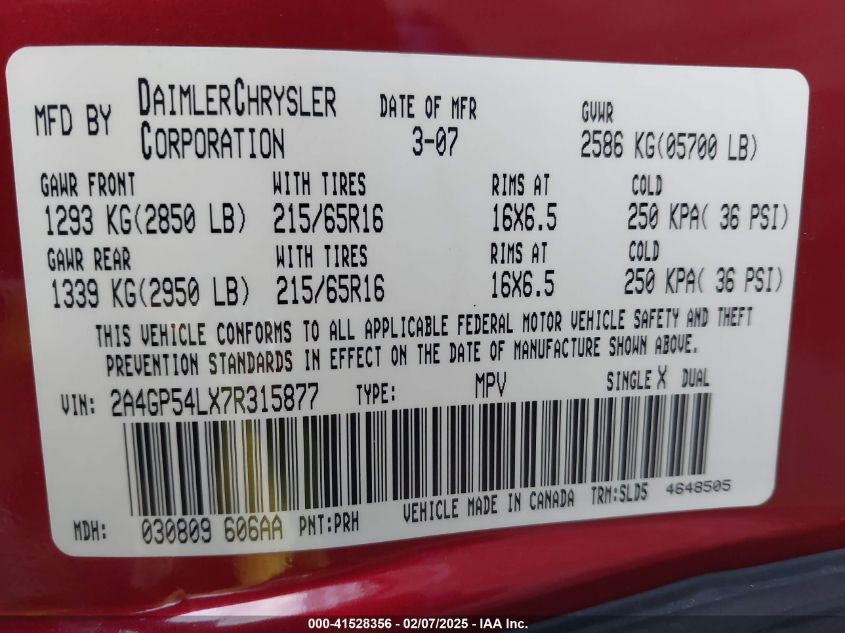 MFD BY DAIMLERCHRYSLER CORPORATION DATE OF MFR 3-07 GVWR 2586 KG(05700 LB)
GAWR FRONT WITH TIRES RIMS AT COLD
1293 KG(2850 LB) 215/65R16 16X6.5 250 KPA( 36 PSI)
GAWR REAR WITH TIRES RIMS AT COLD
1339 KG(2950 LB) 215/65R16 16X6.5 250 KPA( 36 PSI)
THIS VEHICLE CONFORMS TO ALL APPLICABLE FEDERAL MOTOR VEHICLE SAFETY AND THEFT
PREVENTION STANDARDS IN EFFECT ON THE DATE OF MANUFACTURE SHOWN ABOVE.
VIN: 2A4GP54LX7R315877 TYPE: MPV SINGLE X DUAL
MDH: 030809 606AA PNT:PRH VEHICLE MADE IN CANADA TRM:SLD5 4648505
000-41528356 - 02/07/2025 - IAA Inc.